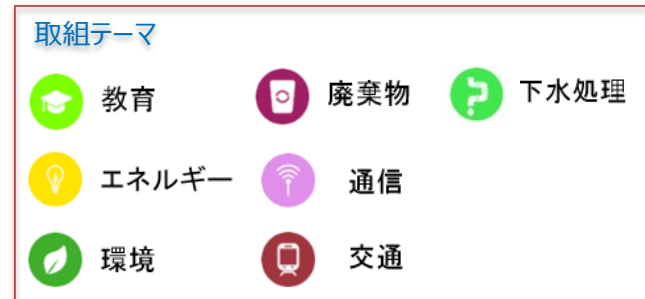 取組テーマ
教育
廃棄物
下水処理
エネルギー
通信
環境
交通